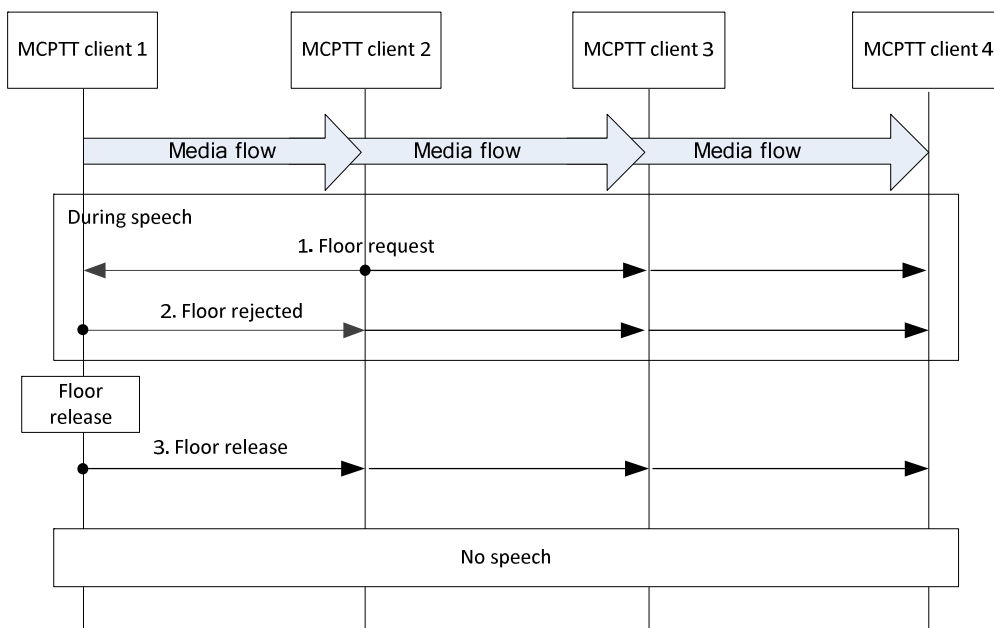 MCPTT client 1
MCPTT client 2
MCPTT client 3
MCPTT client 4
Media flow
Media flow
Media flow
During speech
1. Floor request
2. Floor rejected
Floor
release
3. Floor release
No speech